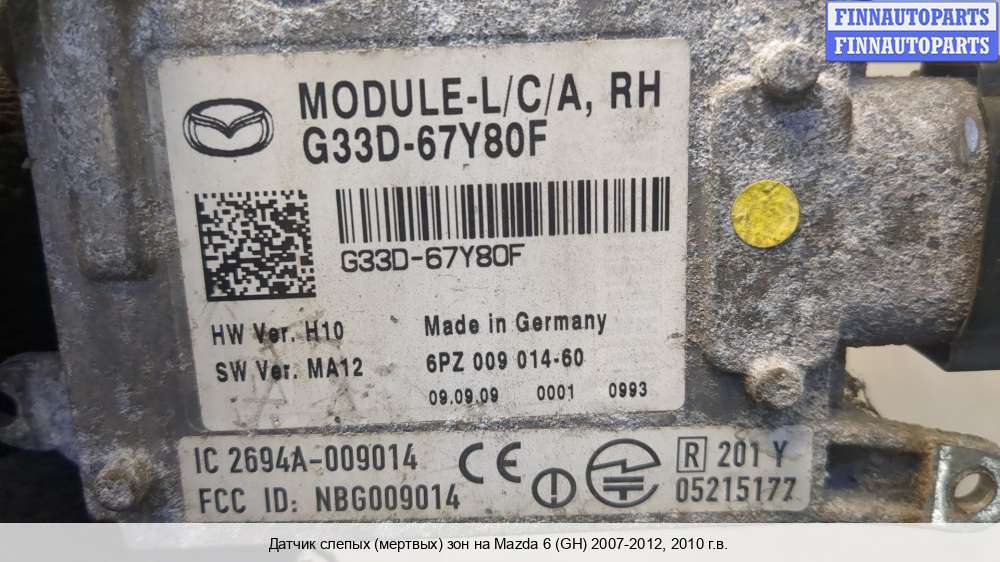 FINNAUTOPARTS
FINNAUTOPARTS
MODULE-L/C/A, RH
G33D-67Y80F
G33D-67Y80F
HW Ver. H10
Made in Germany
SW Ver. MA12
6PZ 009 014-60
09.09.09 0001 0993
IC 2694A-009014
FCC ID: NBG009014
CE
R 201 Y
05215177
Датчик слепых (мертвых) зон на Mazda 6 (GH) 2007-2012, 2010 г.в.